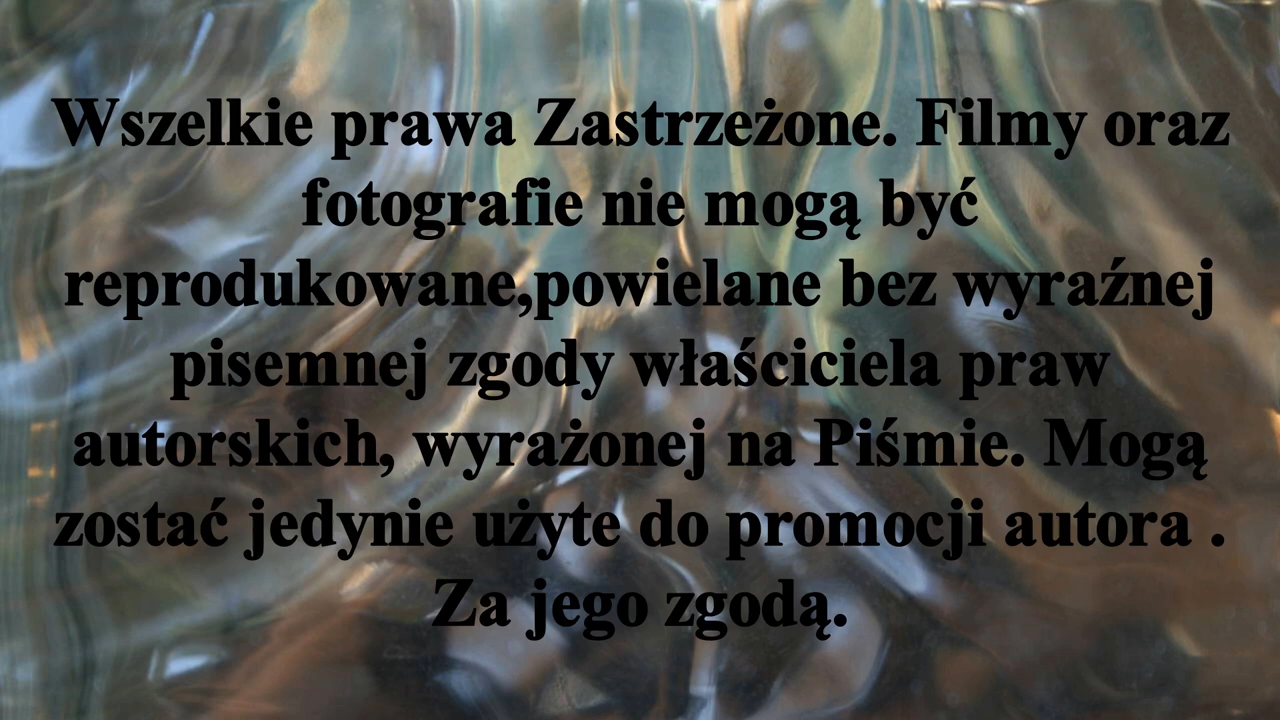 Wszelkie prawa Zastrzeżone. Filmy oraz
fotografie nie mogą być
reprodukowane,powielane bez wyraźnej
pisemnej zgody właściciela praw
autorskich, wyrażonej na Piśmie. Mogą
zostać jedynie użyte do promocji autora .
Za jego zgodą.